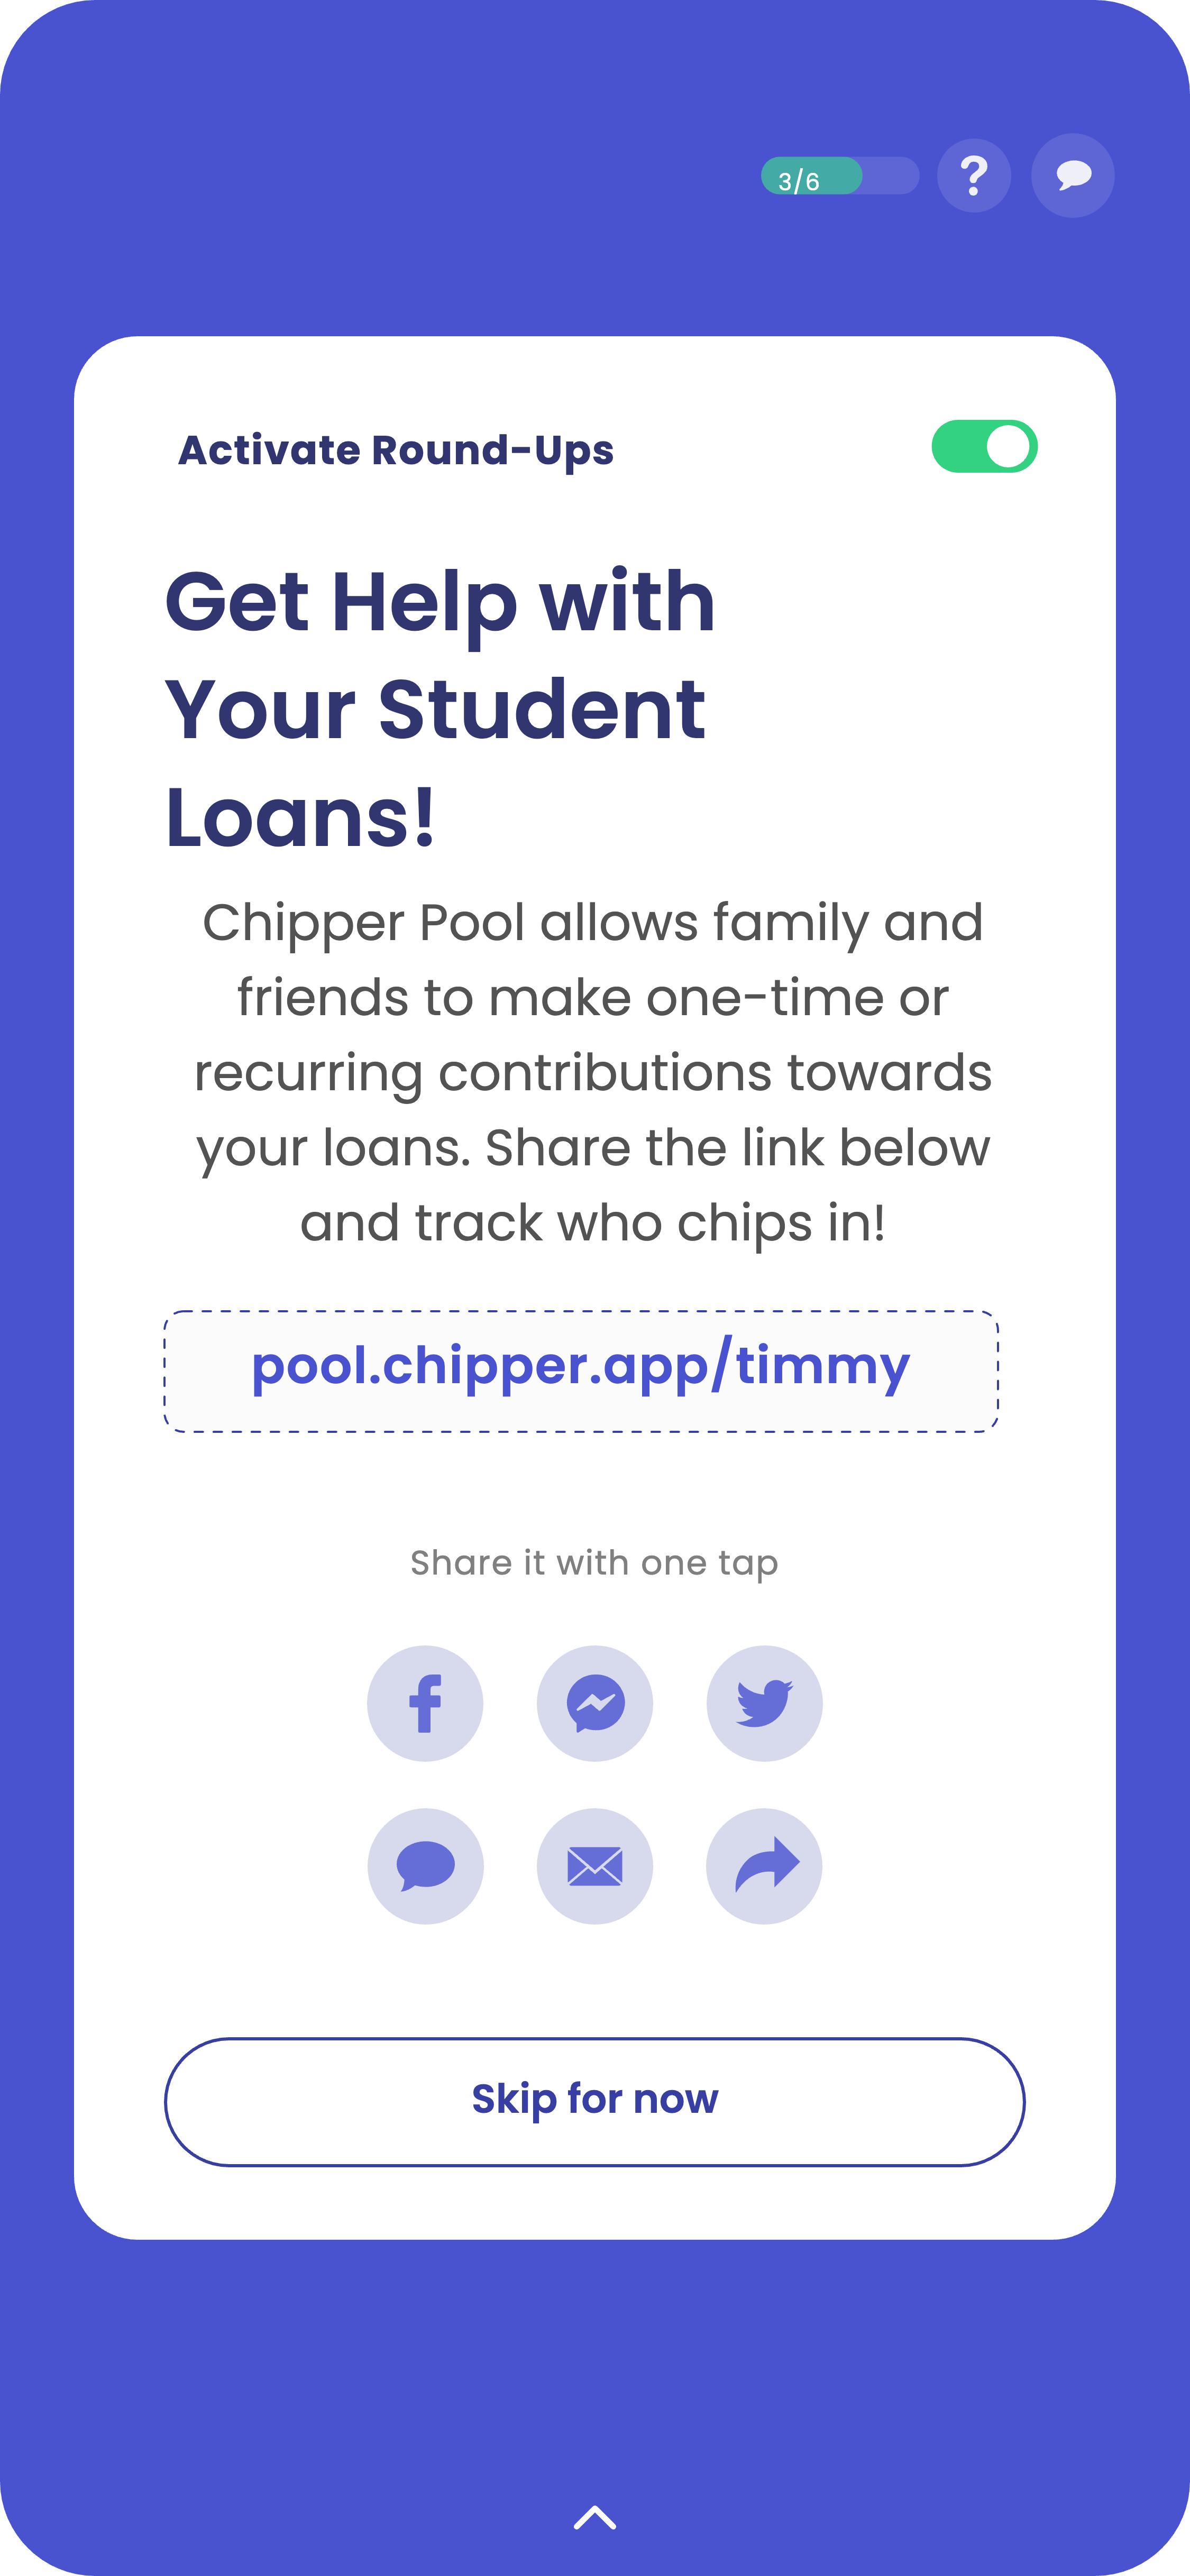 3/6
Activate Round-Ups
Get Help with
Your Student
Loans!
Chipper Pool allows family and
friends to make one-time or
recurring contributions towards
your loans. Share the link below
and track who chips in!
pool.chipper.app/timmy
Share it with one tap
Skip for now